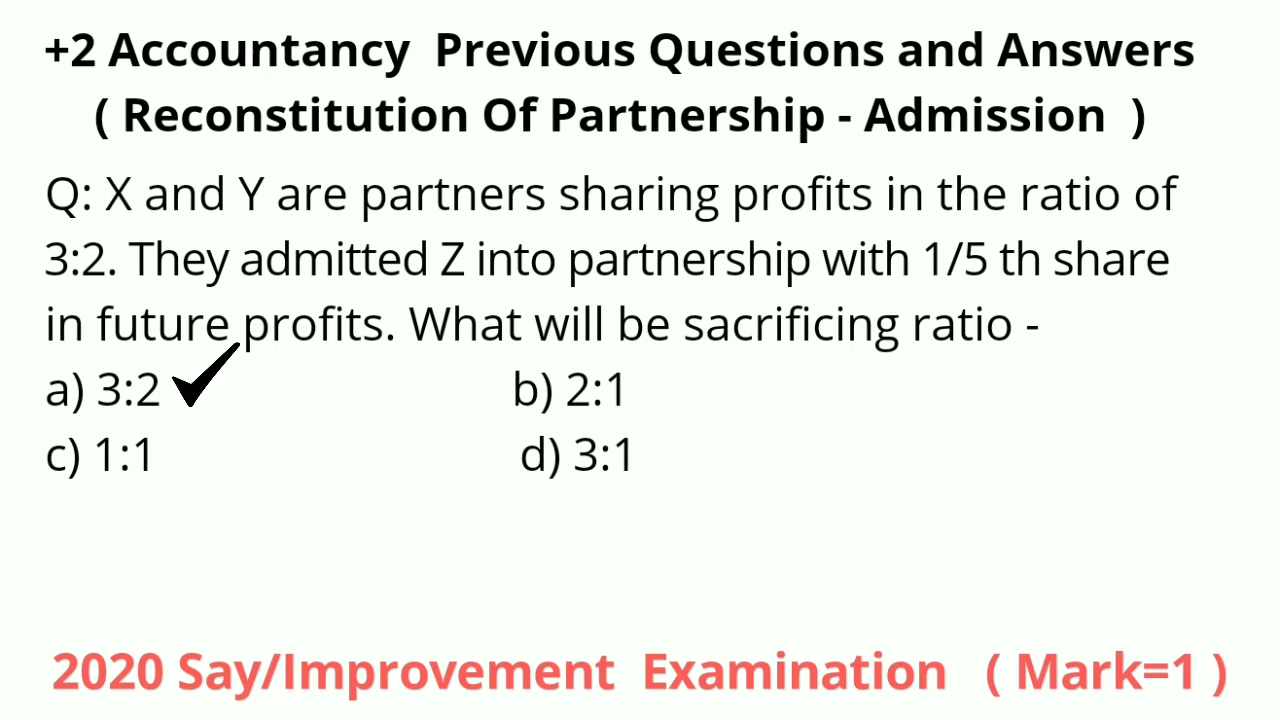 +2 Accountancy Previous Questions and Answers
( Reconstitution Of Partnership - Admission )
Q: X and Y are partners sharing profits in the ratio of
3:2. They admitted Z into partnership with 1/5 th share
in future profits. What will be sacrificing ratio -
a) 3:2 ✓ b) 2:1
c) 1:1 d) 3:1
2020 Say/Improvement Examination ( Mark=1 )